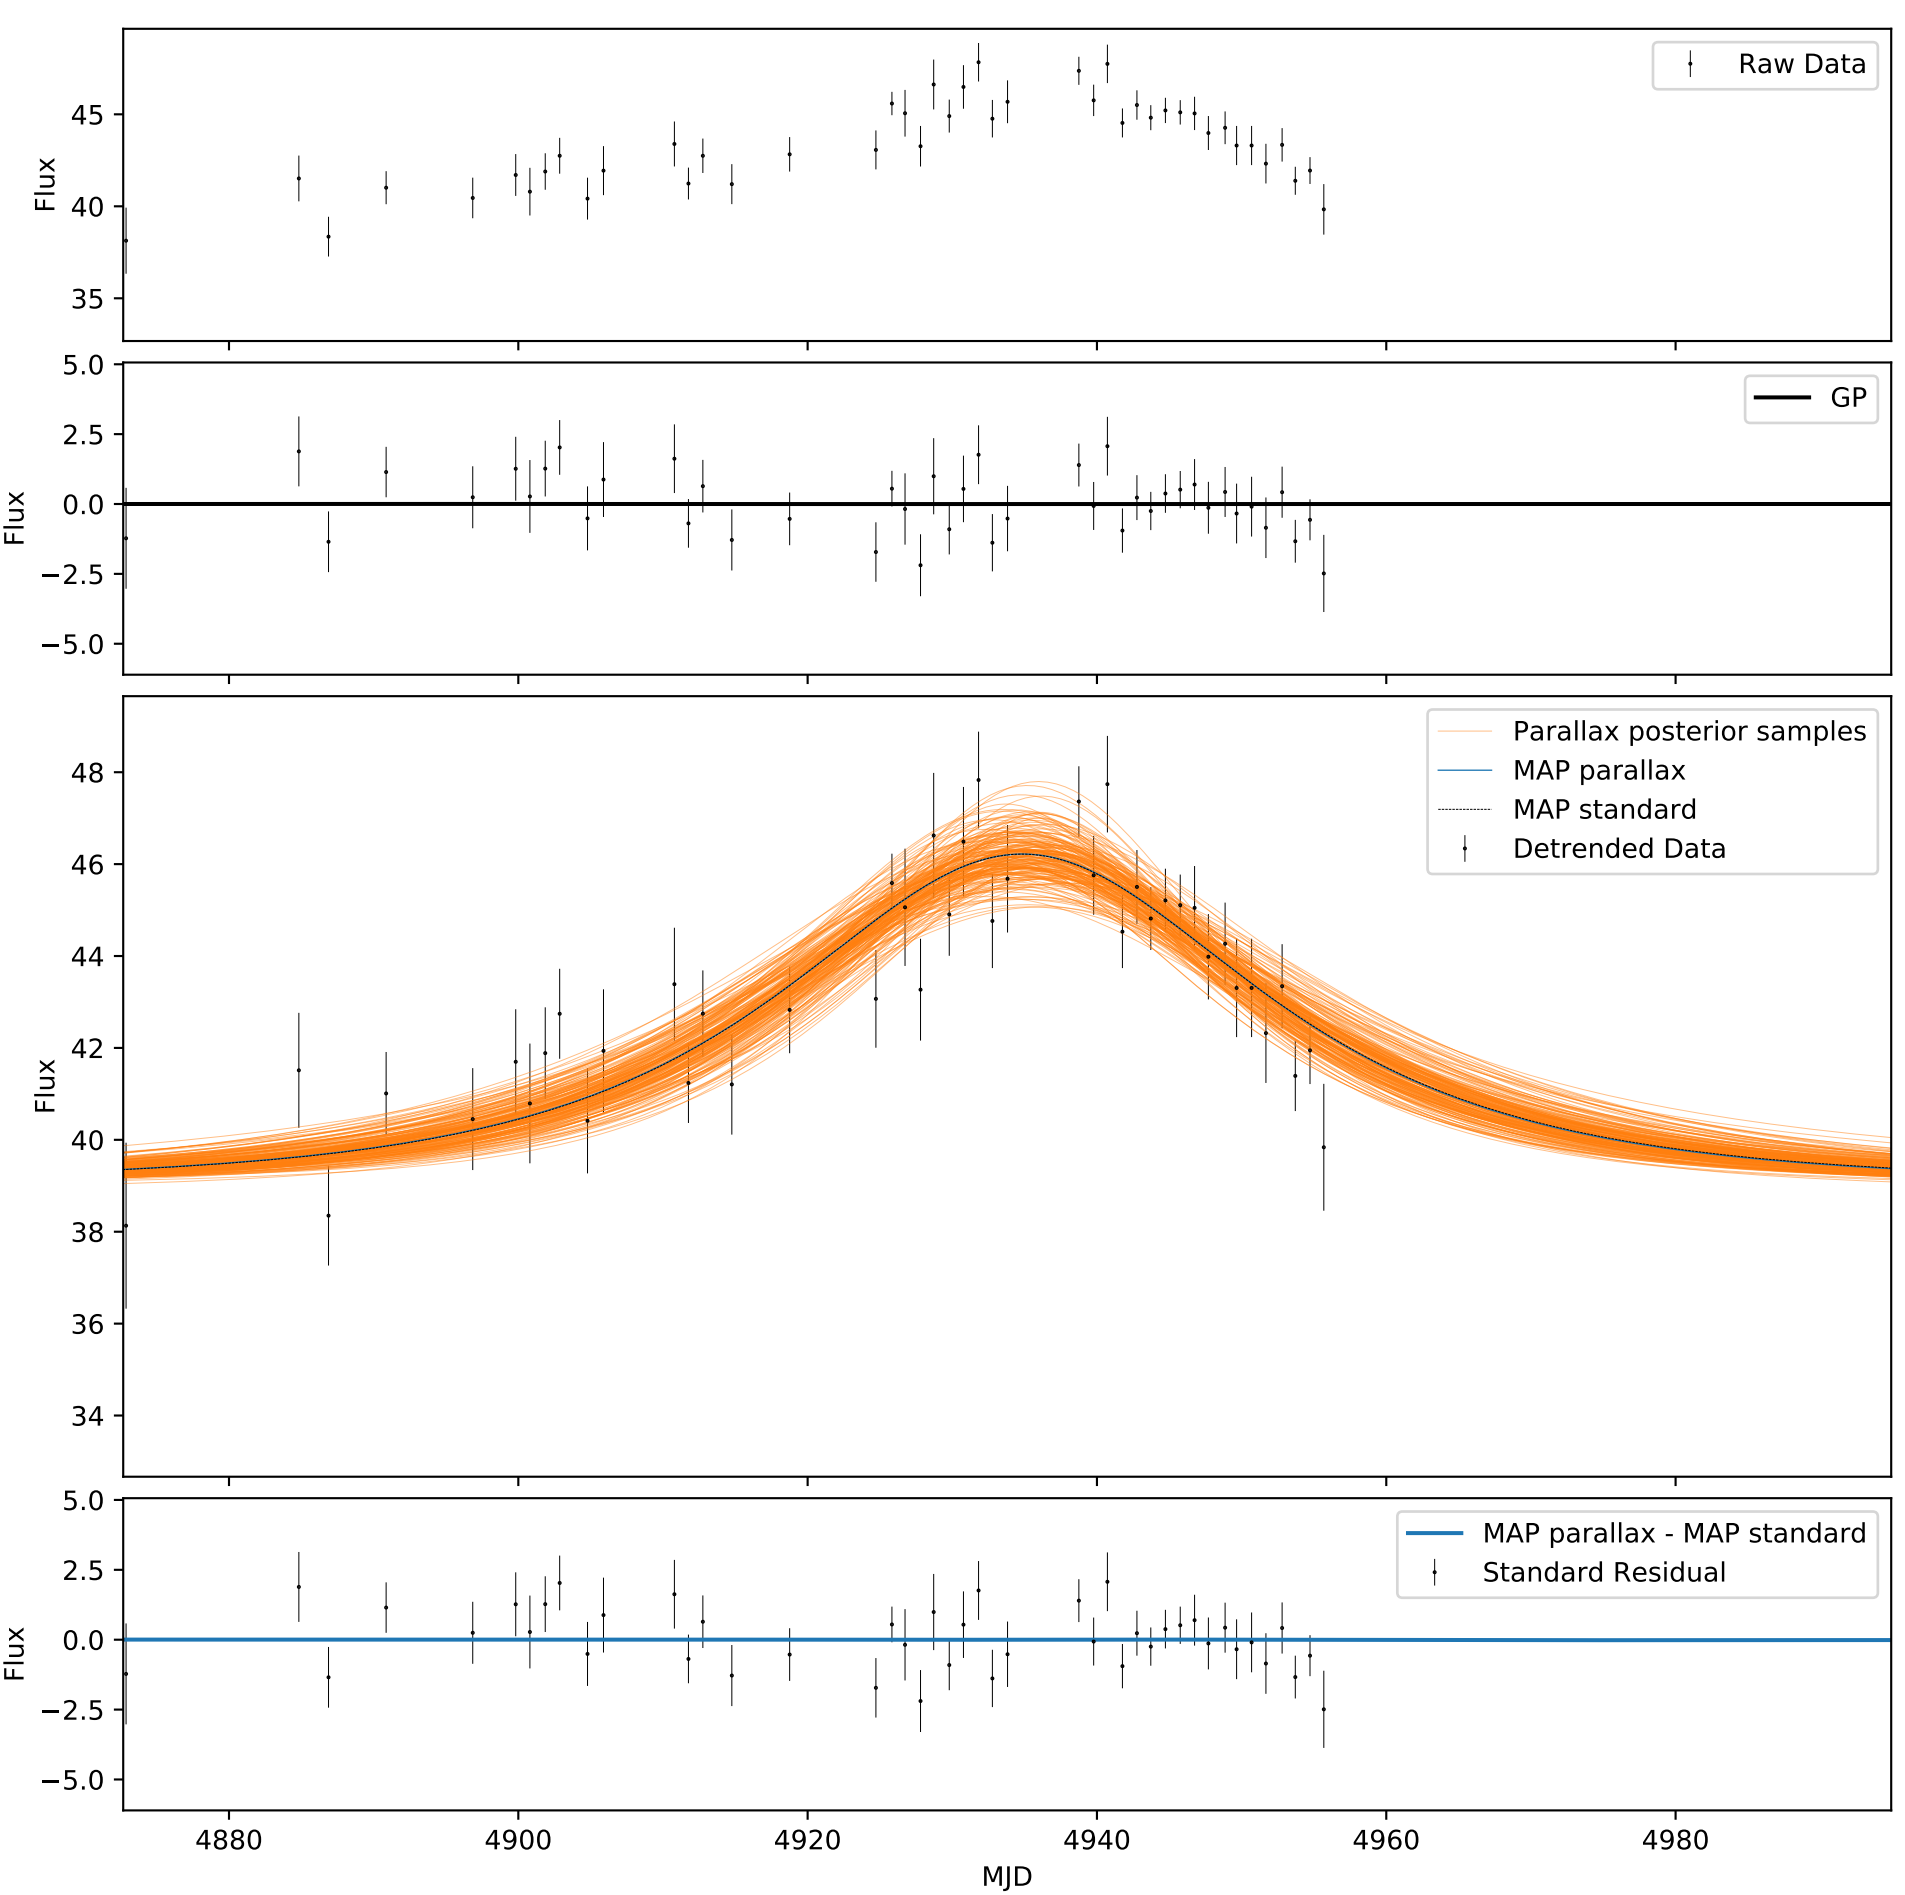 Raw Data
45
40
35
Flux
GP
5.0
2.5
0.0
−2.5
−5.0
Flux
Parallax posterior samples
MAP parallax
MAP standard
Detrended Data
48
46
44
42
40
38
36
34
Flux
MAP parallax - MAP standard
Standard Residual
5.0
2.5
0.0
−2.5
−5.0
Flux
4880 4900 4920 4940 4960 4980
MJD